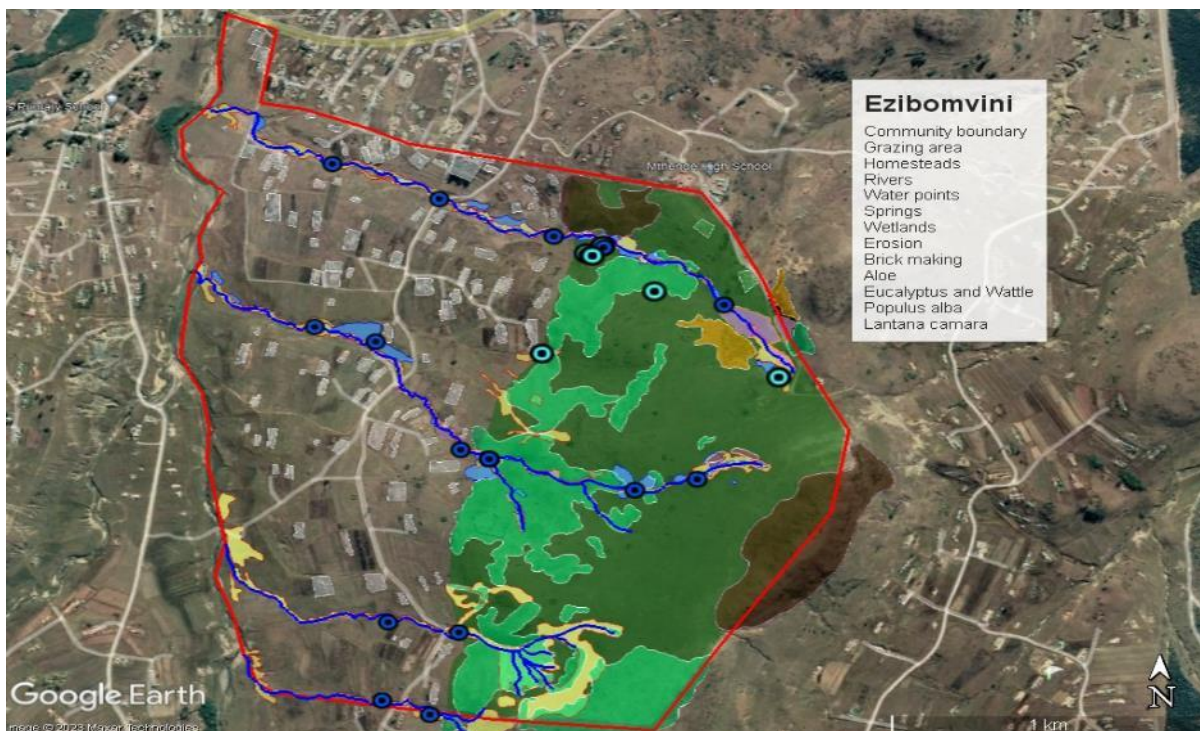 Ezibomvini
Community boundary
Grazing area
Homesteads
Rivers
Water points
Springs
Wetlands
Erosion
Brick making
Aloe
Eucalyptus and Wattle
Populus alba
Lantana camara
High School
Google Earth
Image © 2023 Maxar Technologies
1 km
N